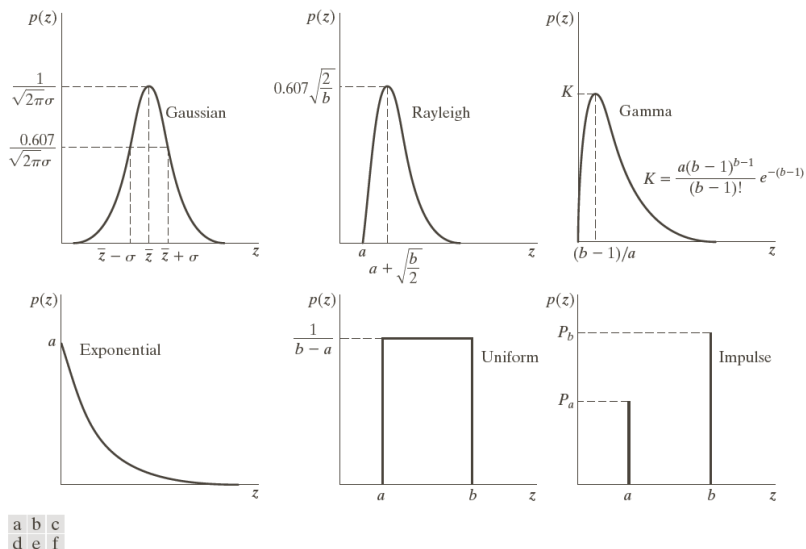 p(z)
1/√2πσ
Gaussian
0.607/√2πσ
z̄ − σ z̄ z̄ + σ z
p(z)
0.607√2/b
Rayleigh
a z
a + √b/2
p(z)
K
Gamma
K = a(b − 1)^{b−1}/(b − 1)! e^{−(b−1)}
(b − 1)/a z
p(z)
a
Exponential
z
p(z)
1/b − a
Uniform
a b z
p(z)
P_b
Impulse
P_a
a b z
a b c
d e f